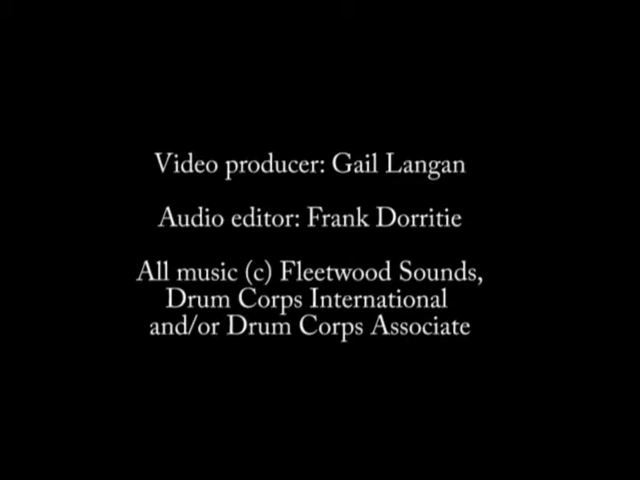 Video producer: Gail Langan
Audio editor: Frank Dorritie
All music (c) Fleetwood Sounds,
Drum Corps International
and/or Drum Corps Associate